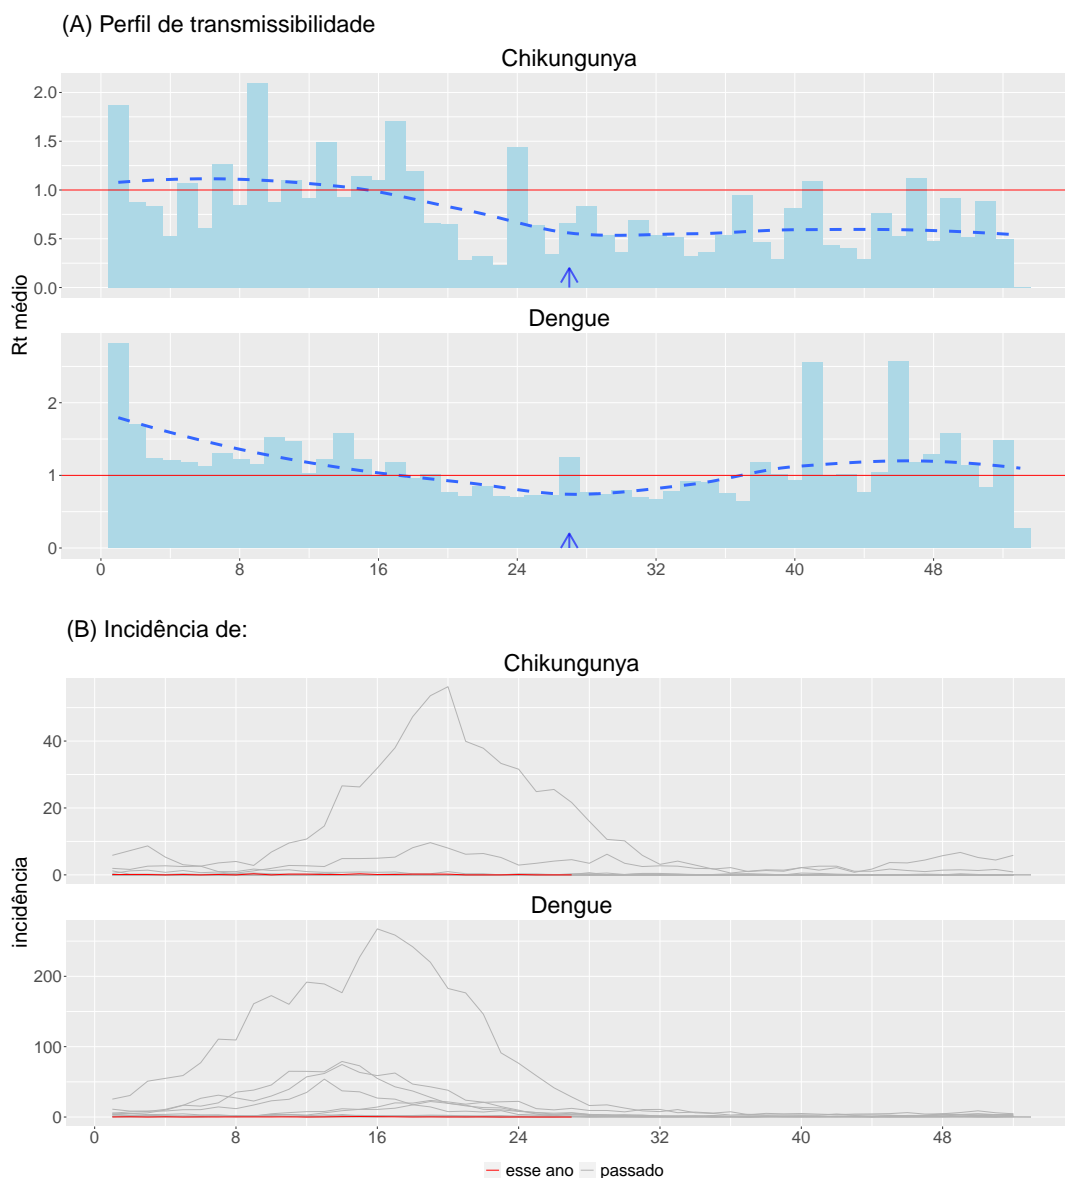 (A) Perfil de transmissibilidade
Chikungunya
2.0
1.5
1.0
0.5
0.0
Rt médio
Dengue
2
1
0
0 8 16 24 32 40 48
(B) Incidência de:
Chikungunya
40
20
0
incidência
Dengue
200
100
0
0 8 16 24 32 40 48
esse ano passado